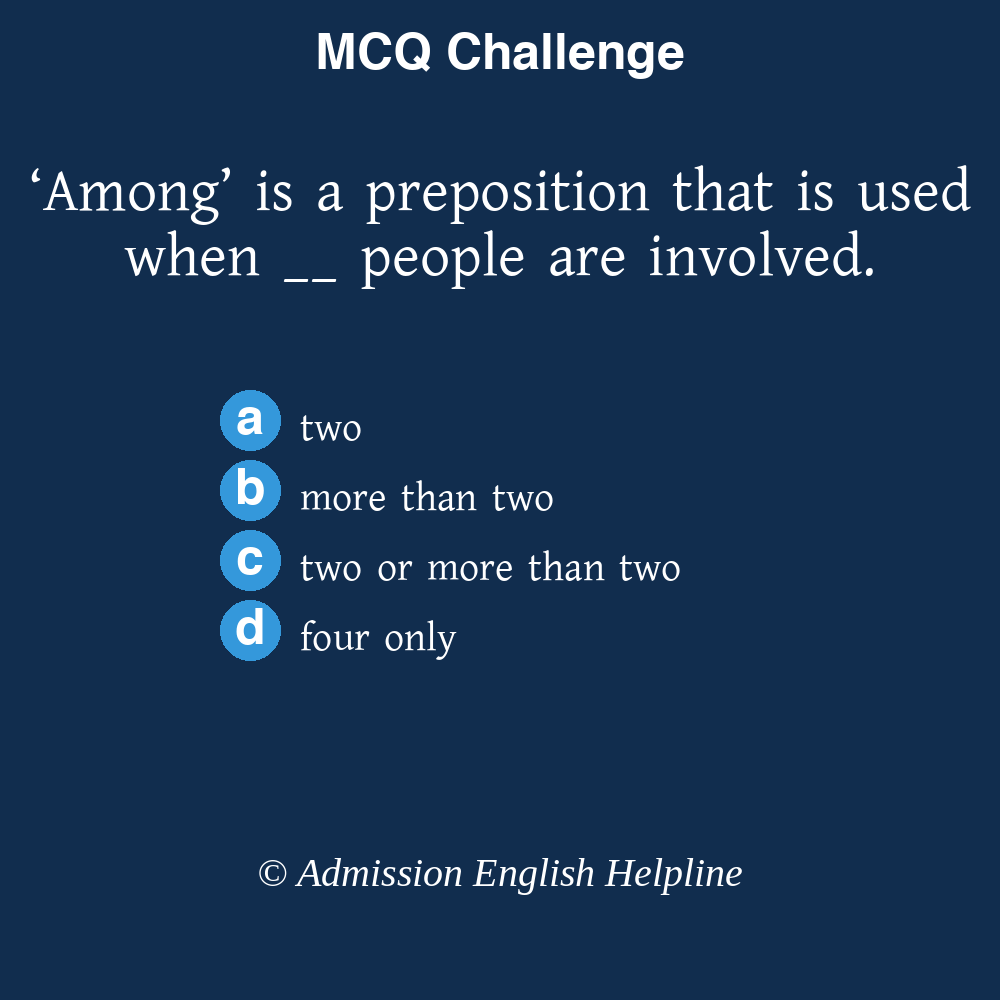 MCQ Challenge
‘Among’ is a preposition that is used
when __ people are involved.
a two
b more than two
c two or more than two
d four only
© Admission English Helpline